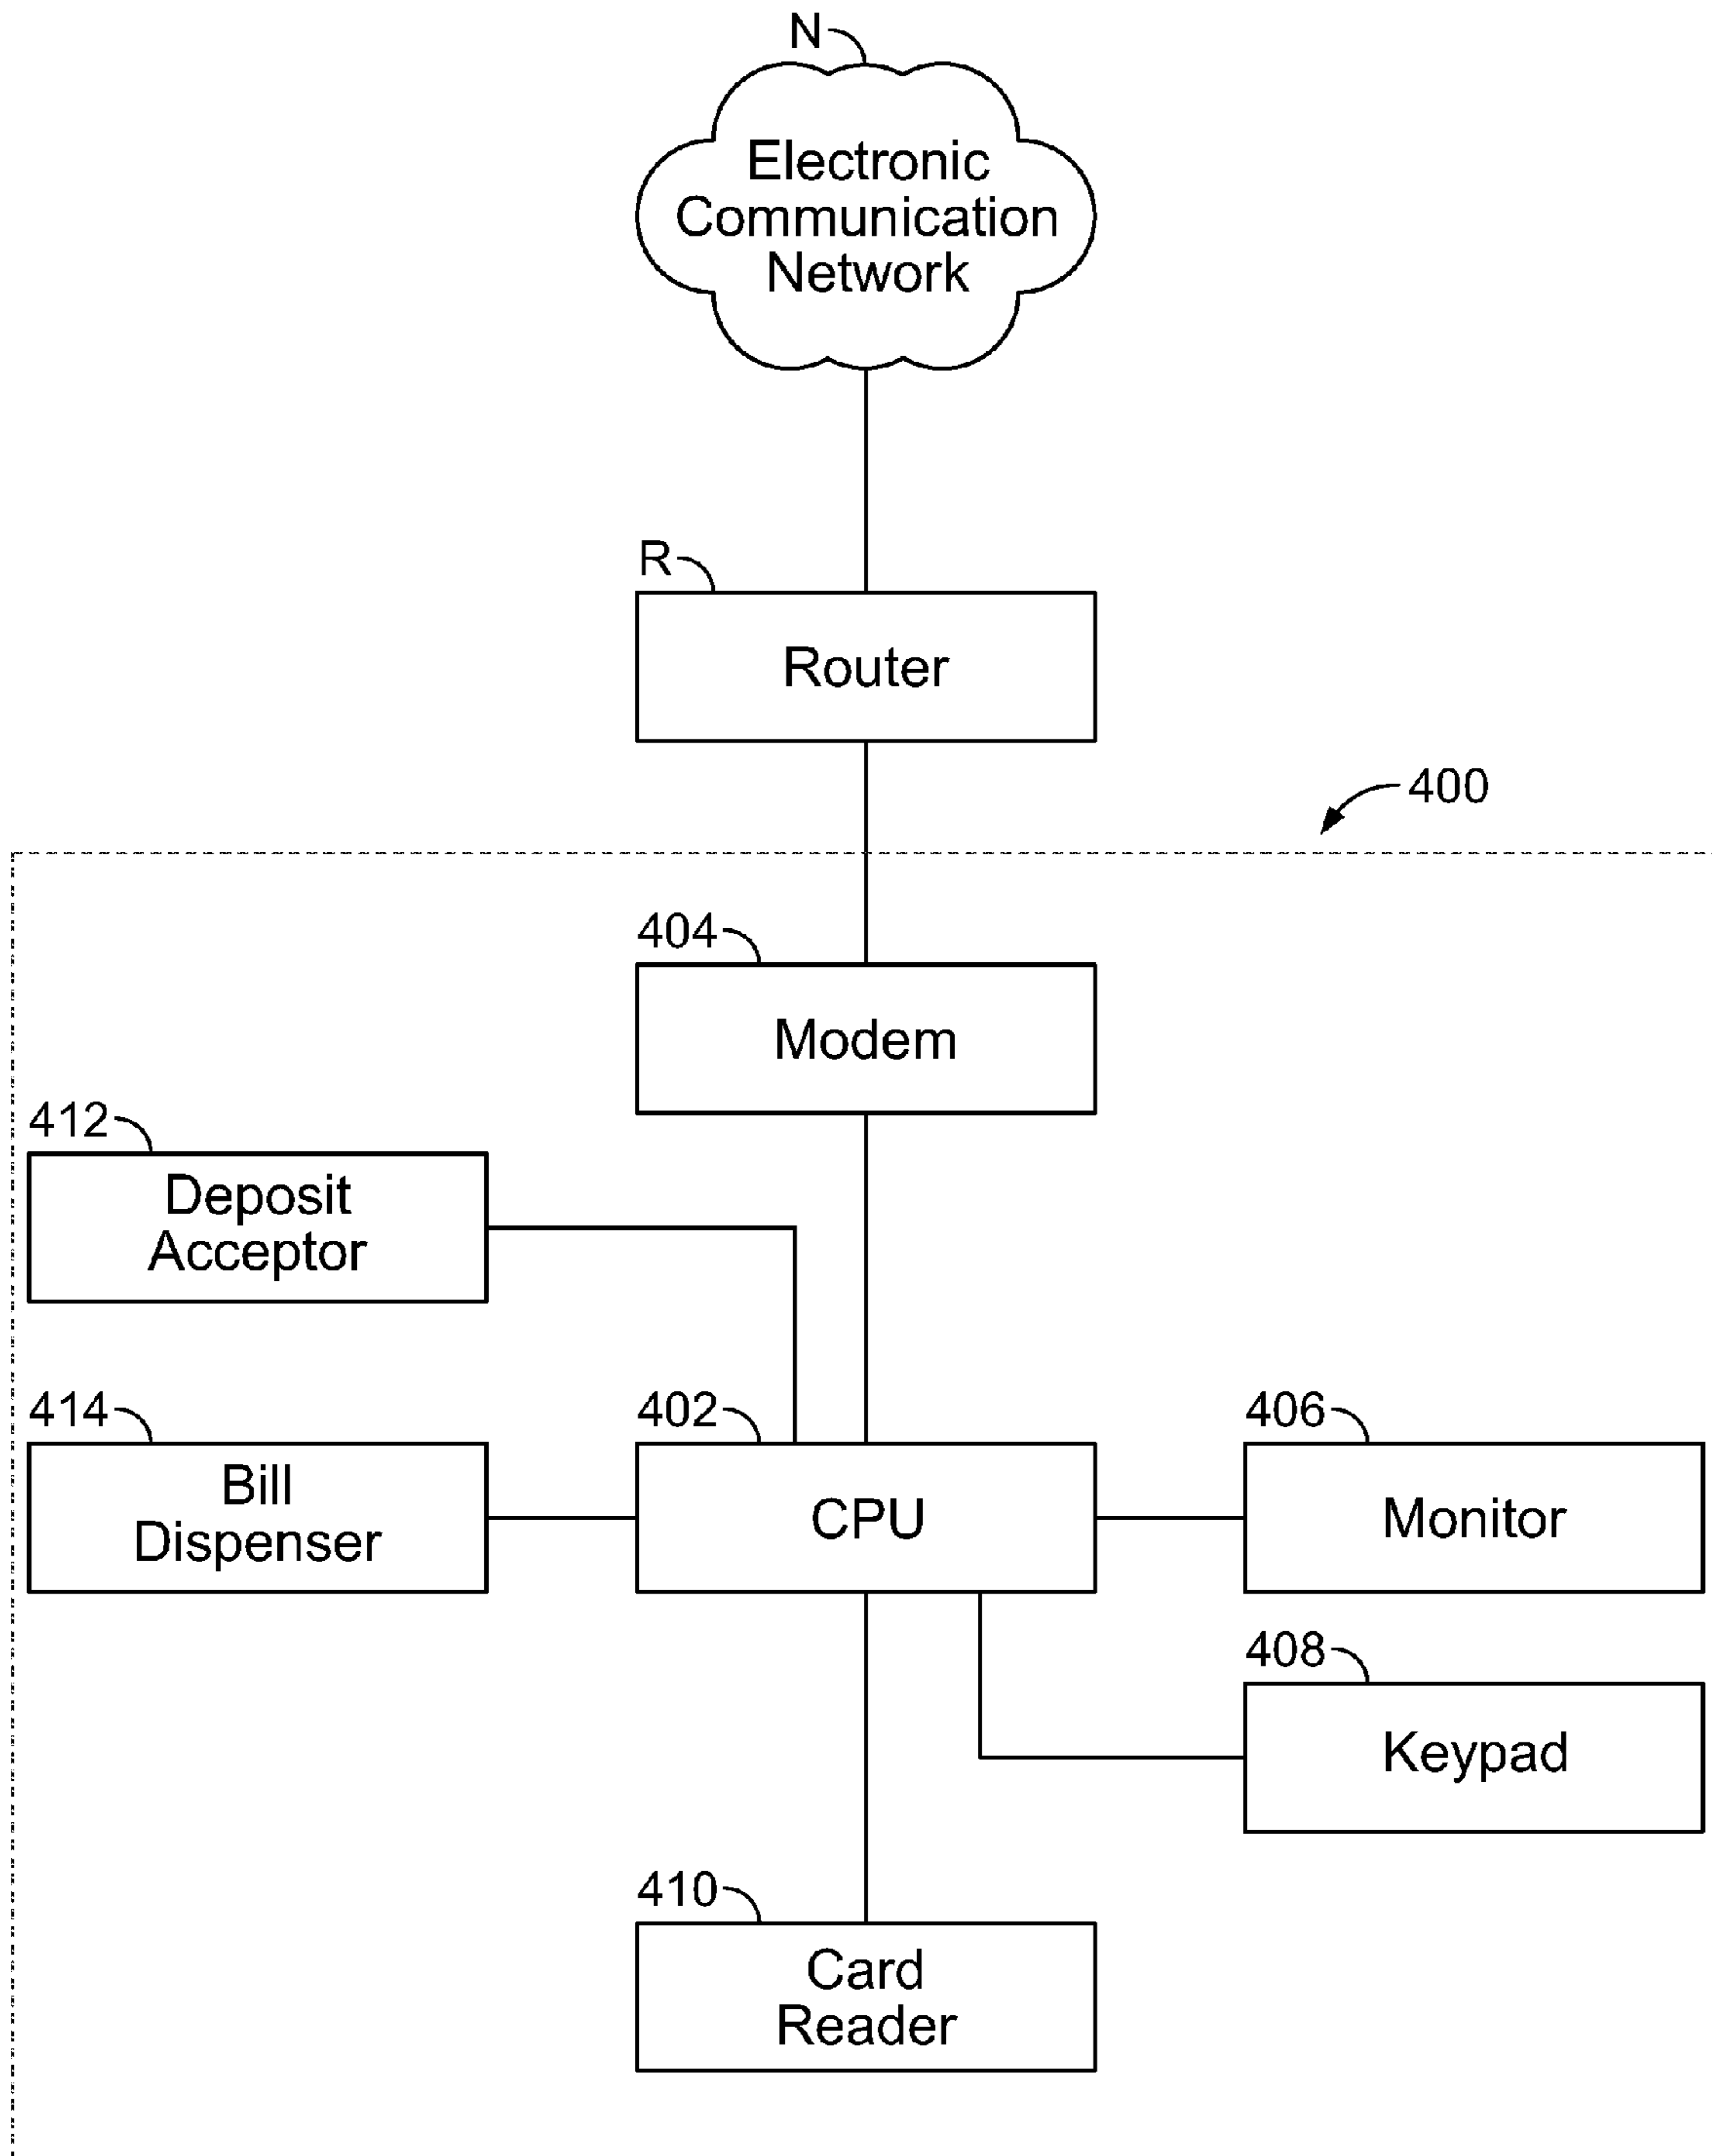 N
Electronic
Communication
Network
R
Router
400
404
Modem
412
Deposit
Acceptor
414
Bill
Dispenser
402
CPU
406
Monitor
408
Keypad
410
Card
Reader